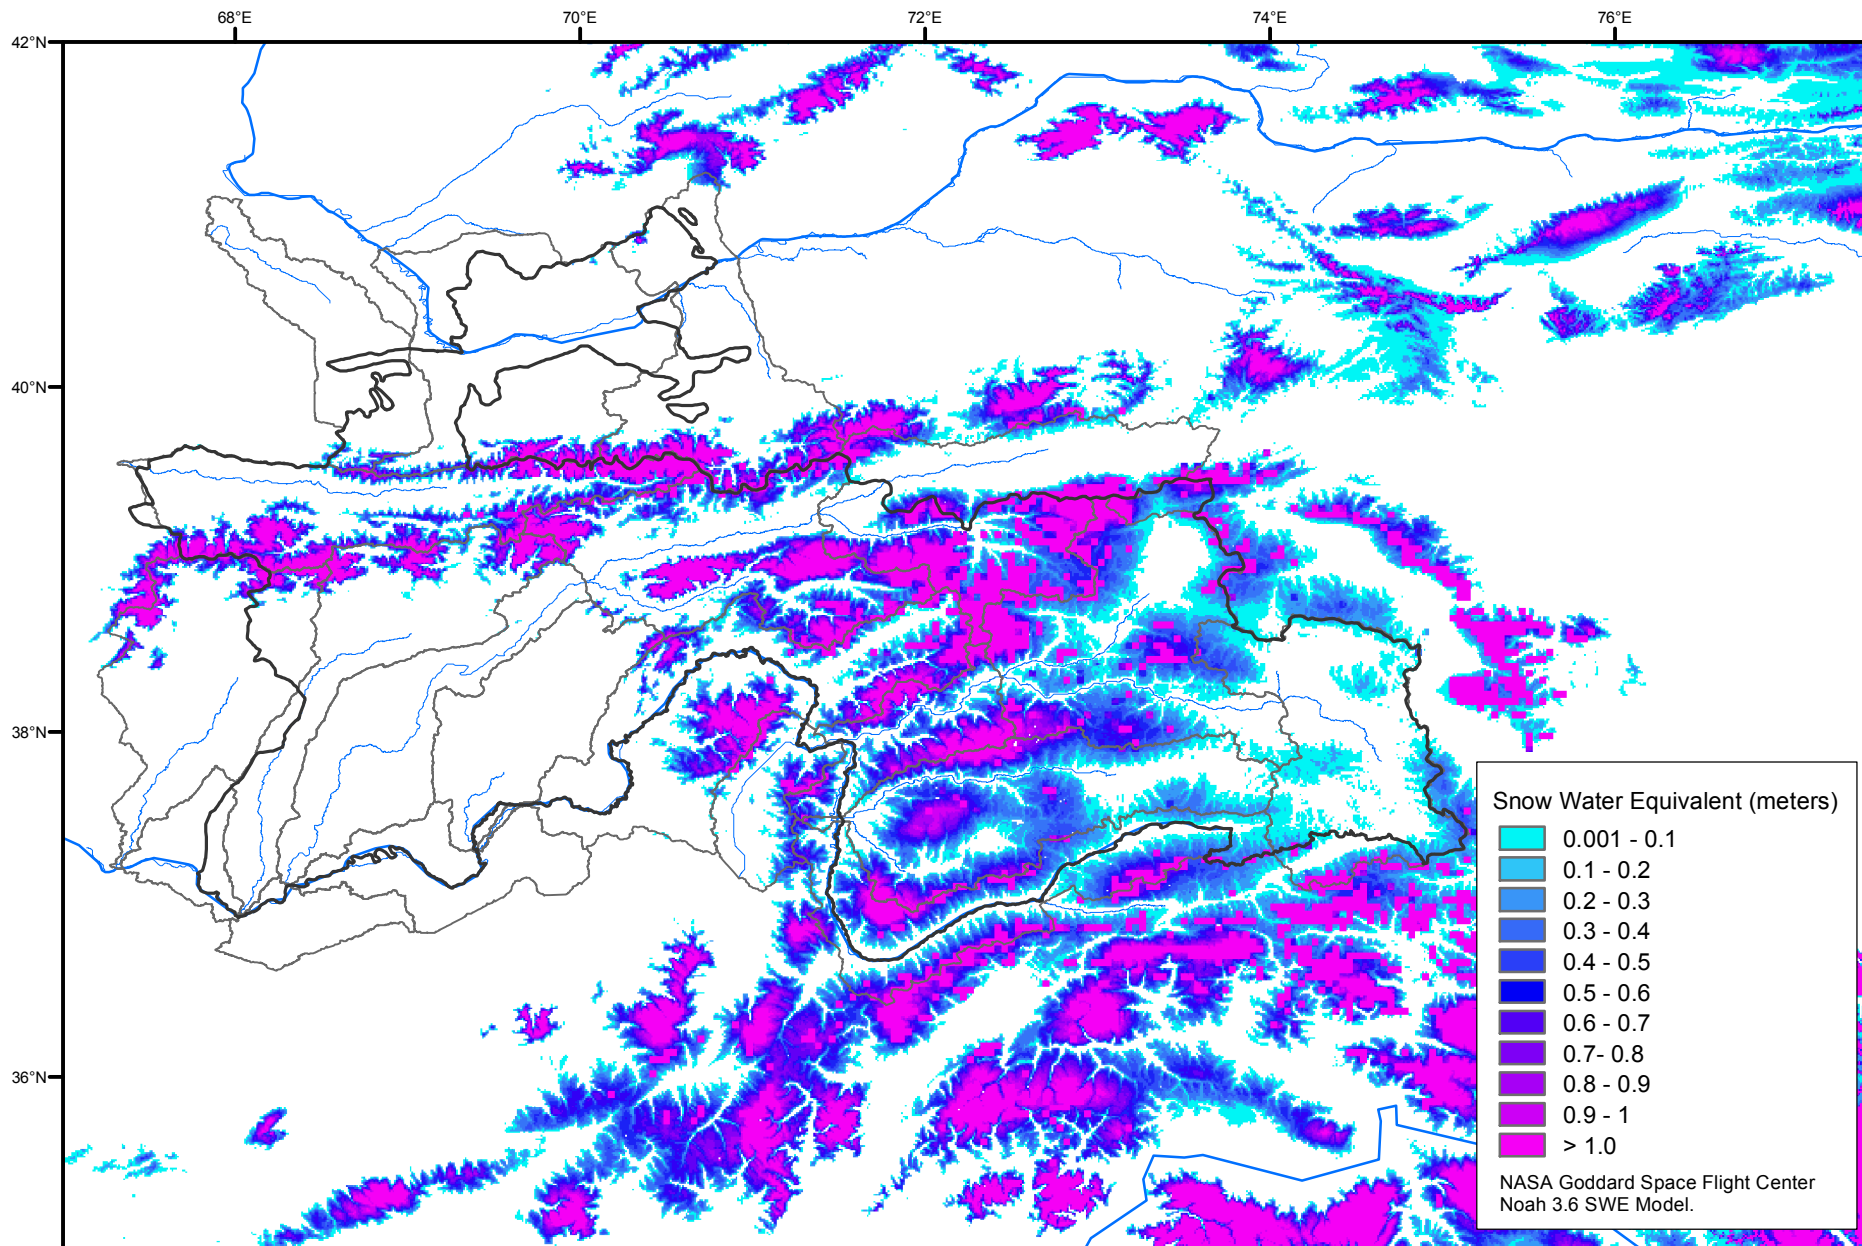 68°E
70°E
72°E
74°E
76°E
42°N
40°N
38°N
36°N
Snow Water Equivalent (meters)
0.001 - 0.1
0.1 - 0.2
0.2 - 0.3
0.3 - 0.4
0.4 - 0.5
0.5 - 0.6
0.6 - 0.7
0.7- 0.8
0.8 - 0.9
0.9 - 1
> 1.0
NASA Goddard Space Flight Center
Noah 3.6 SWE Model.